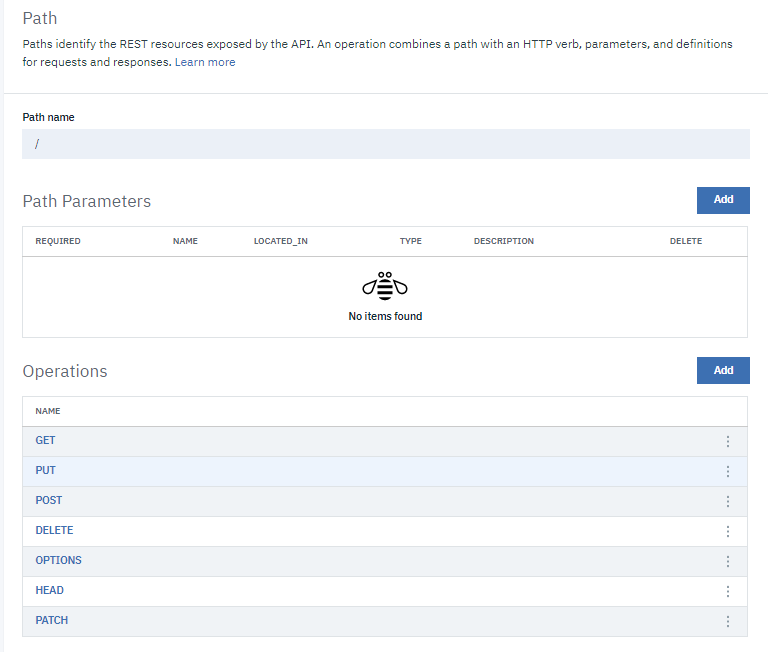 Path
Paths identify the REST resources exposed by the API. An operation combines a path with an HTTP verb, parameters, and definitions
for requests and responses. Learn more
Path name
/
Path Parameters
Add
REQUIRED NAME LOCATED_IN TYPE DESCRIPTION DELETE
No items found
Operations
Add
NAME
GET
PUT
POST
DELETE
OPTIONS
HEAD
PATCH